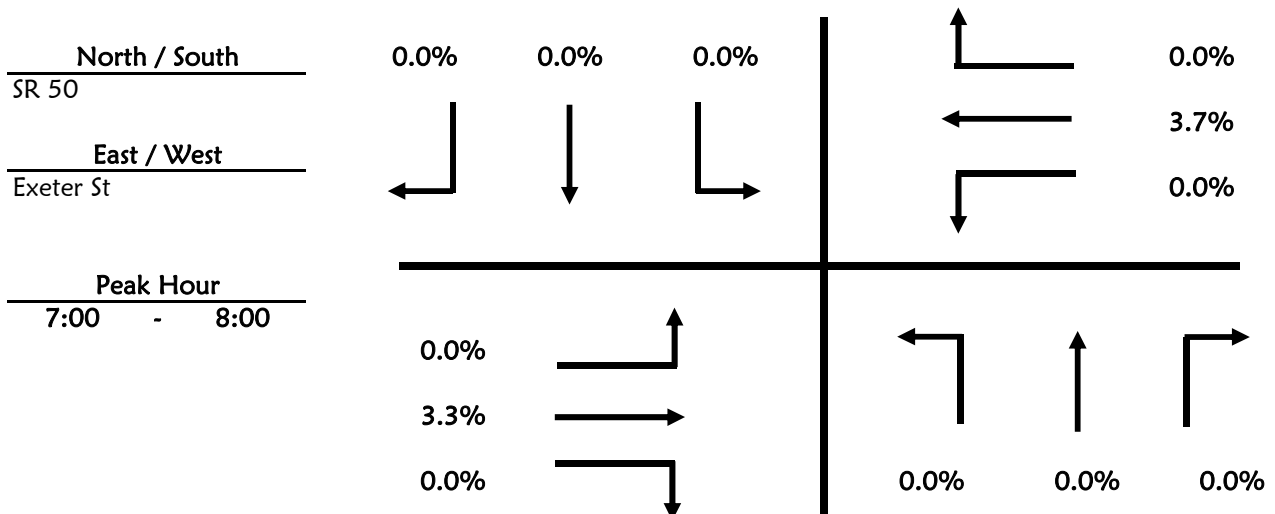 North / South
SR 50
East / West
Exeter St
Peak Hour
7:00 - 8:00
0.0% 0.0% 0.0%
0.0%
3.7%
0.0%
0.0%
3.3%
0.0%
0.0% 0.0% 0.0%